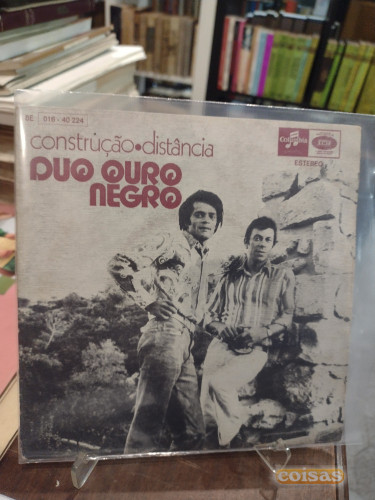 8E 016 - 40 224
construção•distância
DUO OURO
NEGRO
Columbia
EMI
ESTEREO
coisas